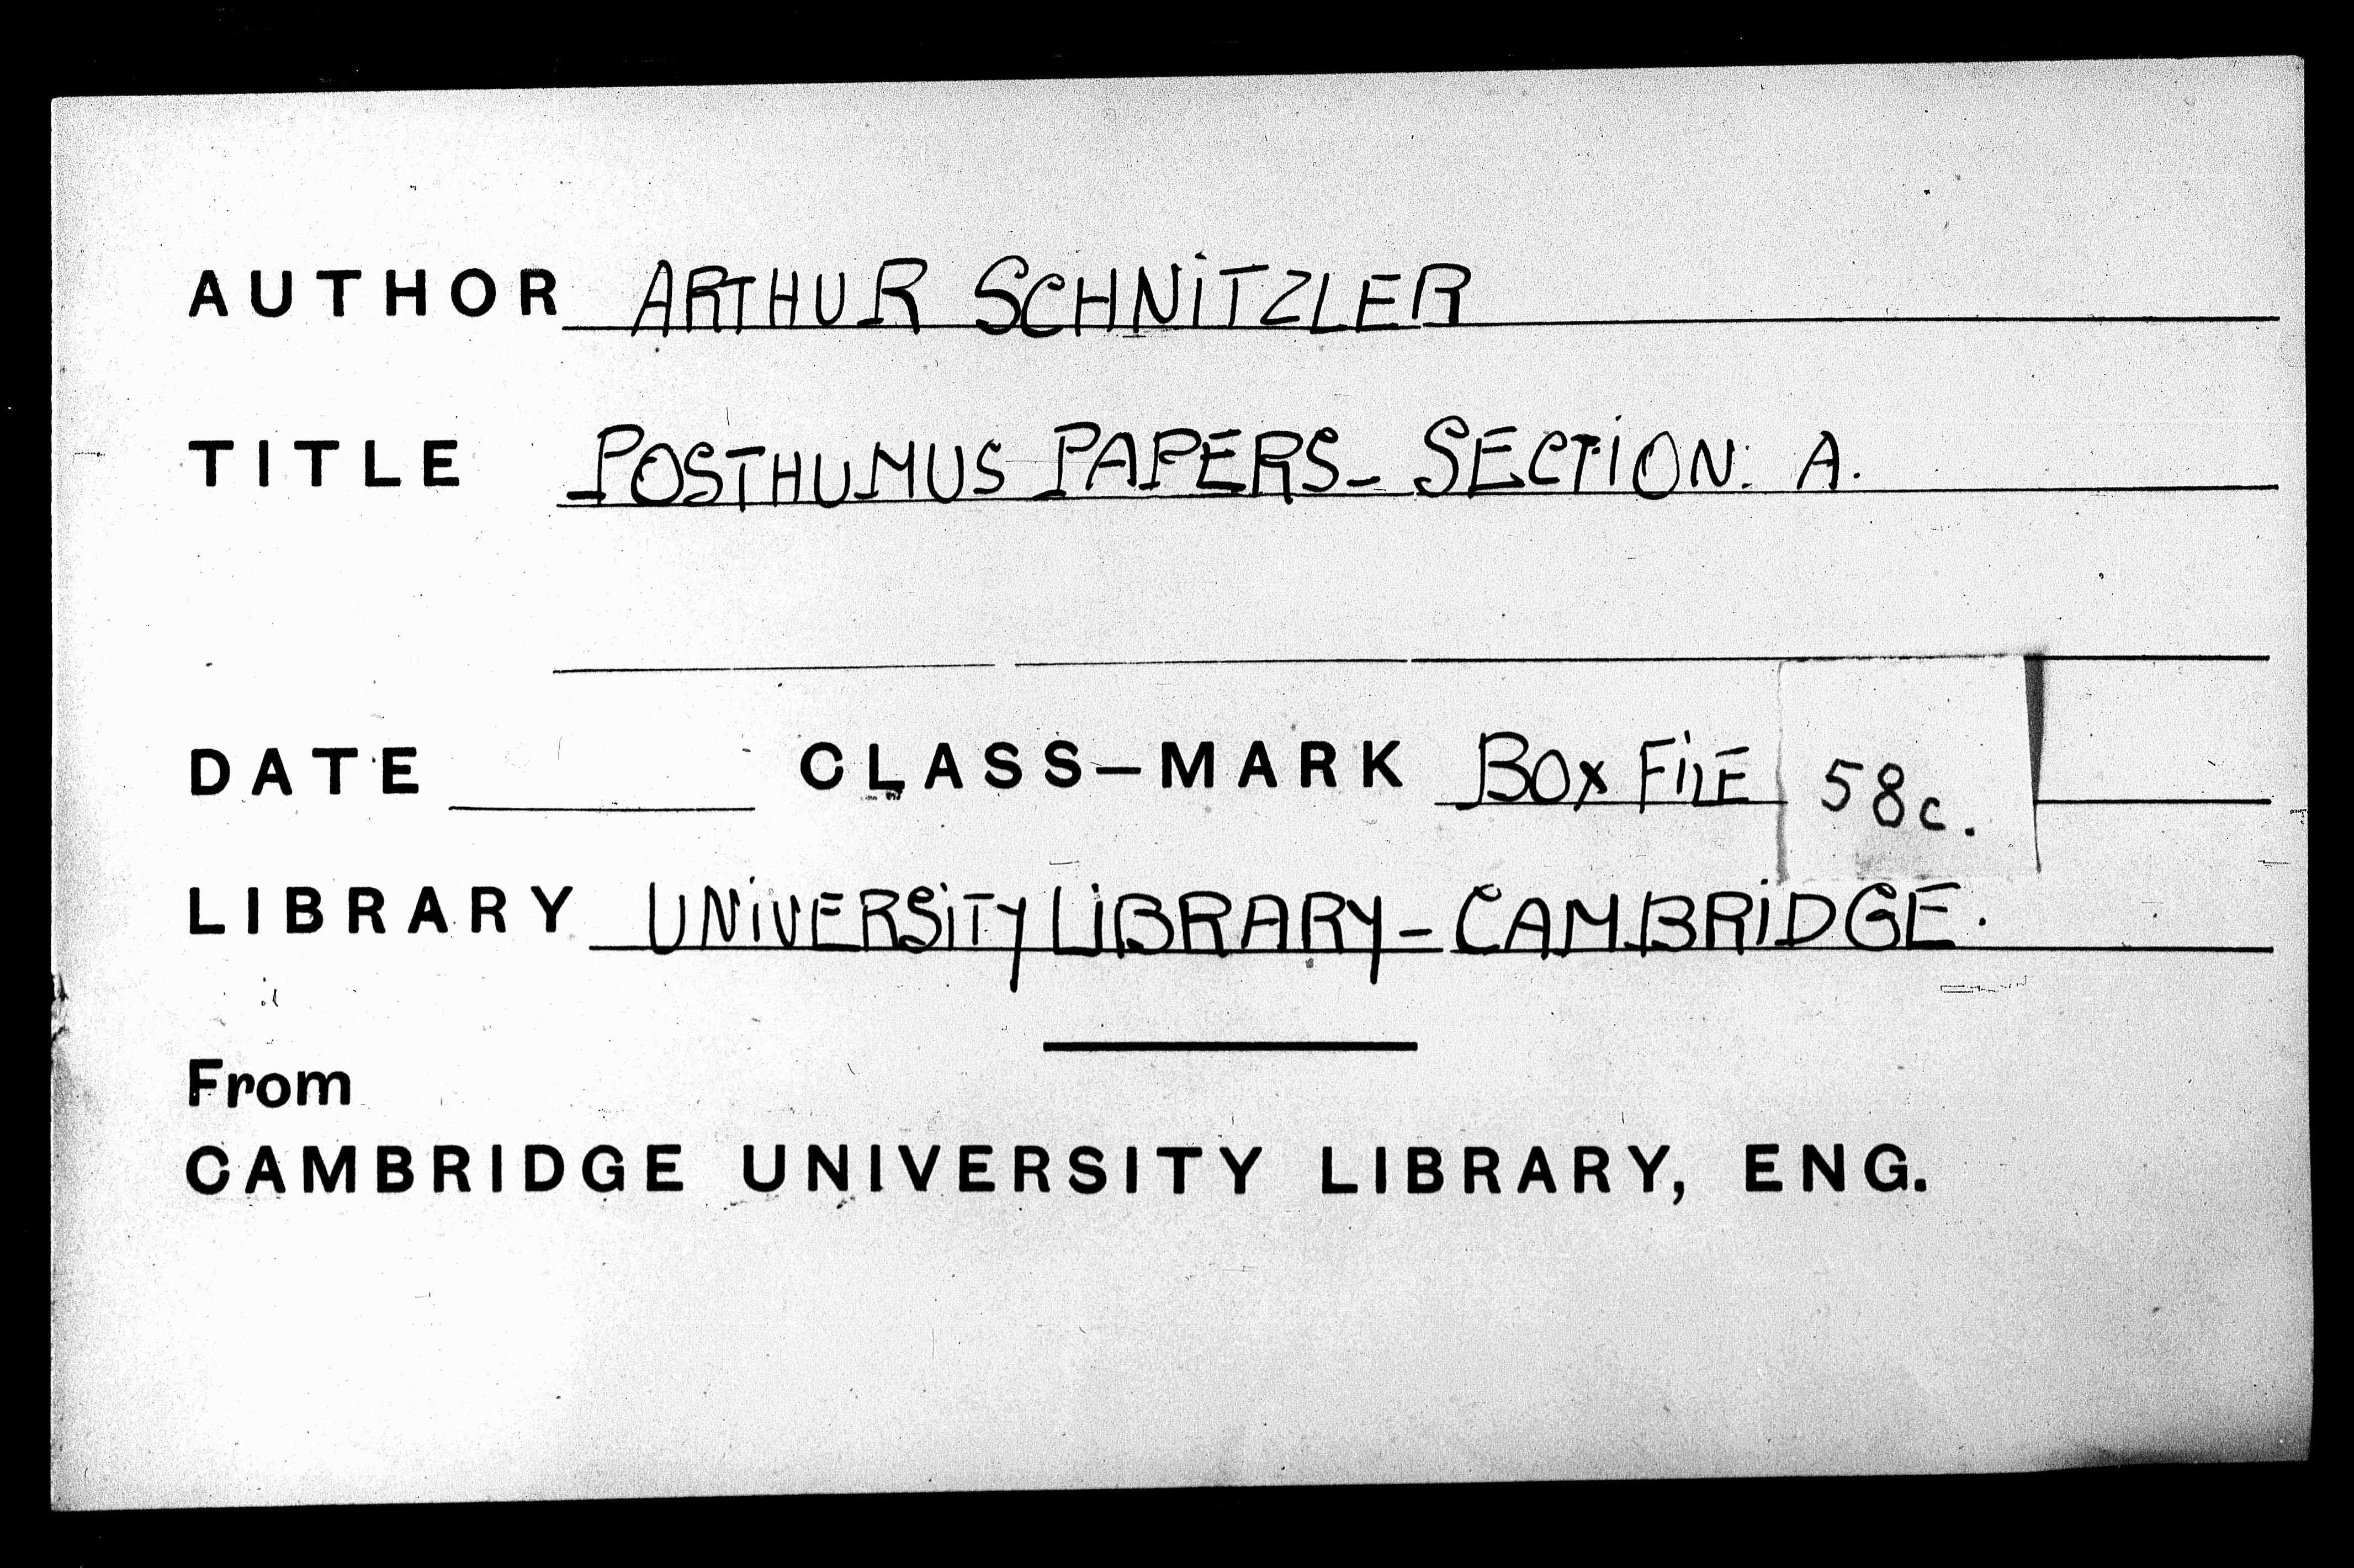 AUTHOR ARTHUR SCHNITZLER
TITLE POSTHUMUS PAPERS- SECTION: A.
DATE CLASS-MARK BOX FILE 58c.
LIBRARY UNIVERSITY LIBRARY - CAMBRIDGE.
From
CAMBRIDGE UNIVERSITY LIBRARY, ENG.